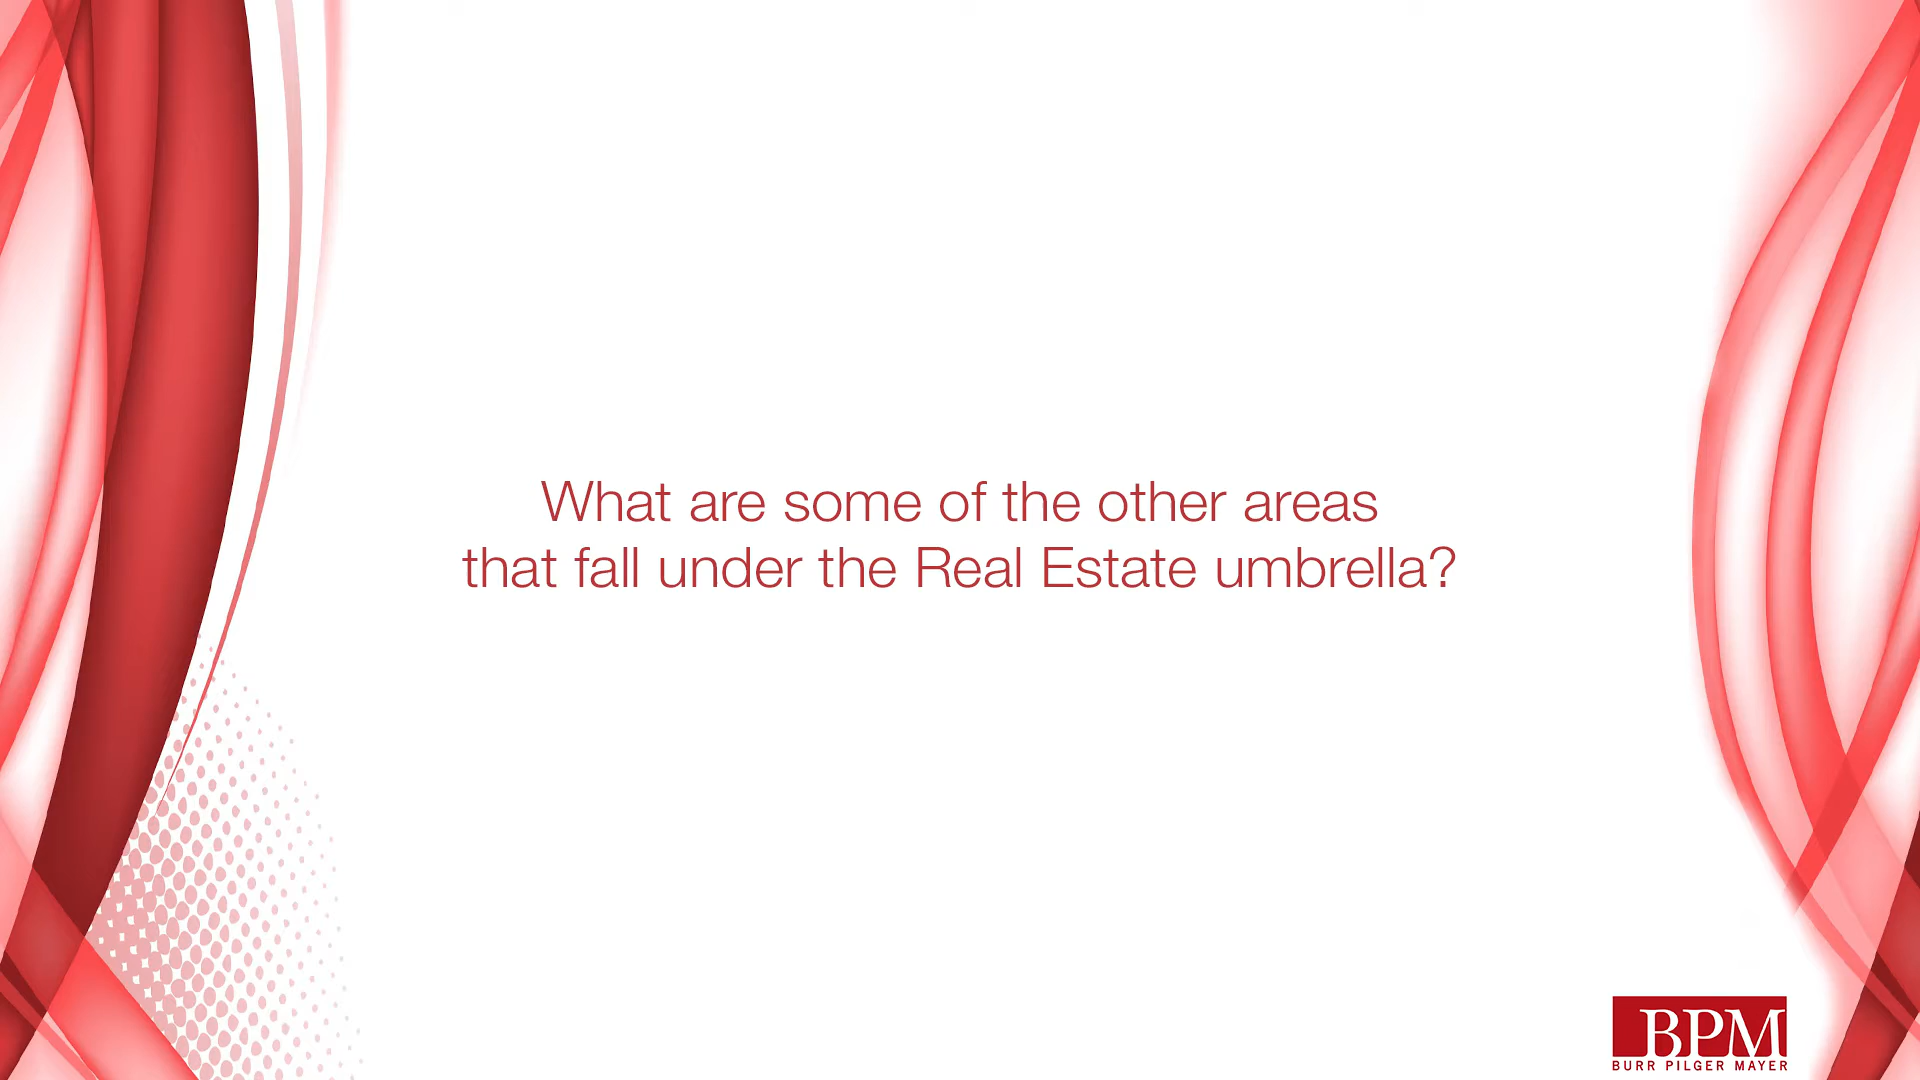 What are some of the other areas
that fall under the Real Estate umbrella?
BPM
BURR PILGER MAYER